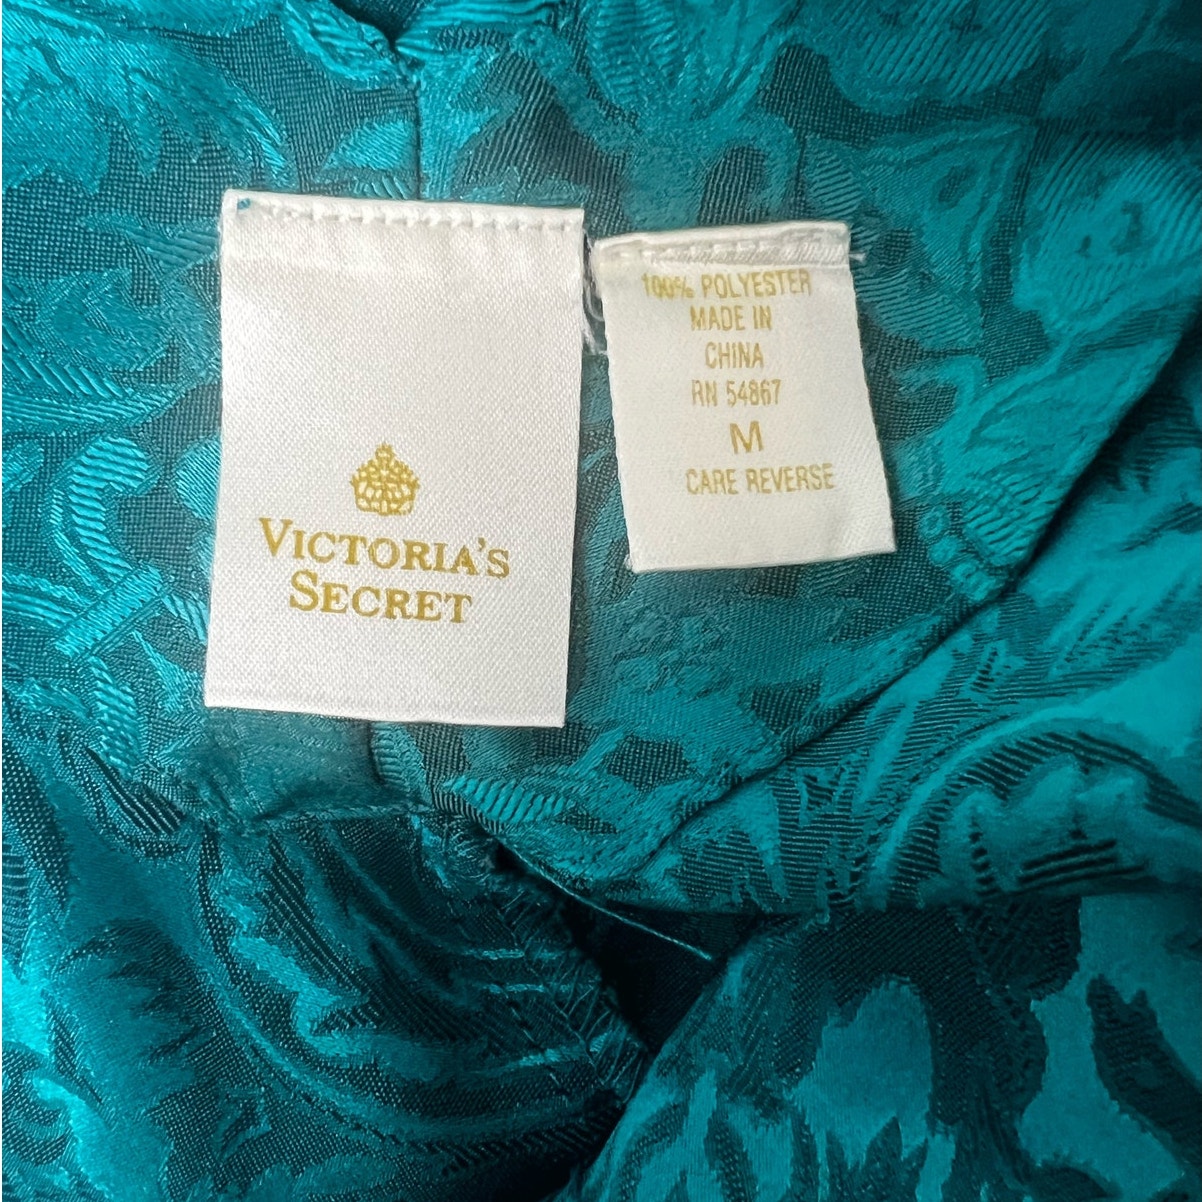 VICTORIA'S
SECRET
100% POLYESTER
MADE IN
CHINA
RN 54867
M
CARE REVERSE